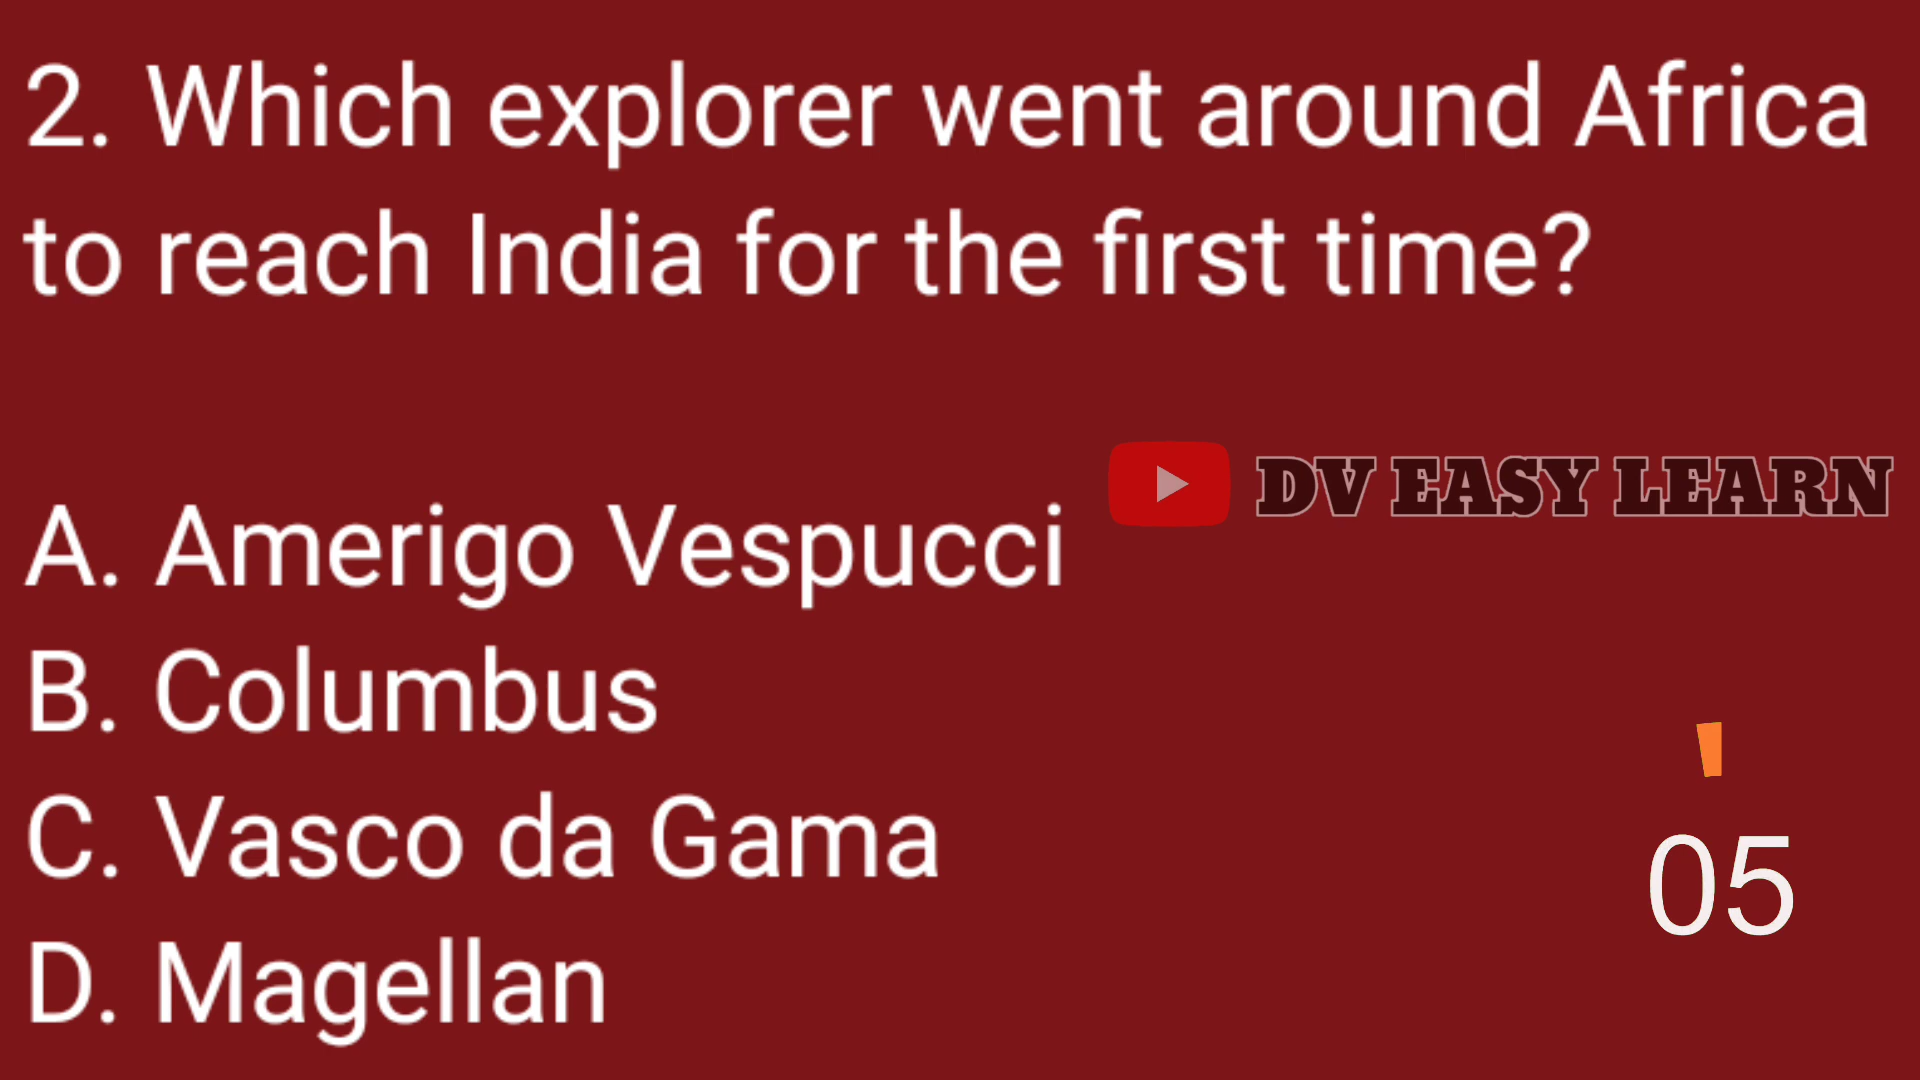 2. Which explorer went around Africa
to reach India for the first time?
DV EASY LEARN
A. Amerigo Vespucci
B. Columbus
C. Vasco da Gama
D. Magellan
05